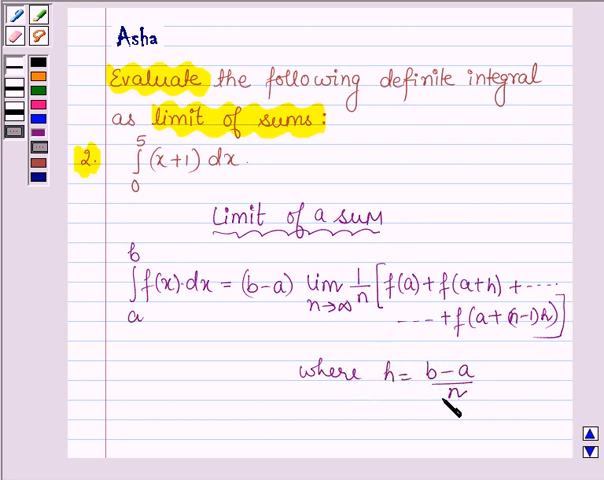 Asha
Evaluate the following definite integral
as limit of sums:
2. ∫₀⁵ (x+1) dx.
Limit of a sum
∫ₐᵇ f(x)·dx = (b-a) lim n→∞ 1/n [f(a) + f(a+h) + ....
.... + f(a+(n-1)h)]
where h = b-a/n